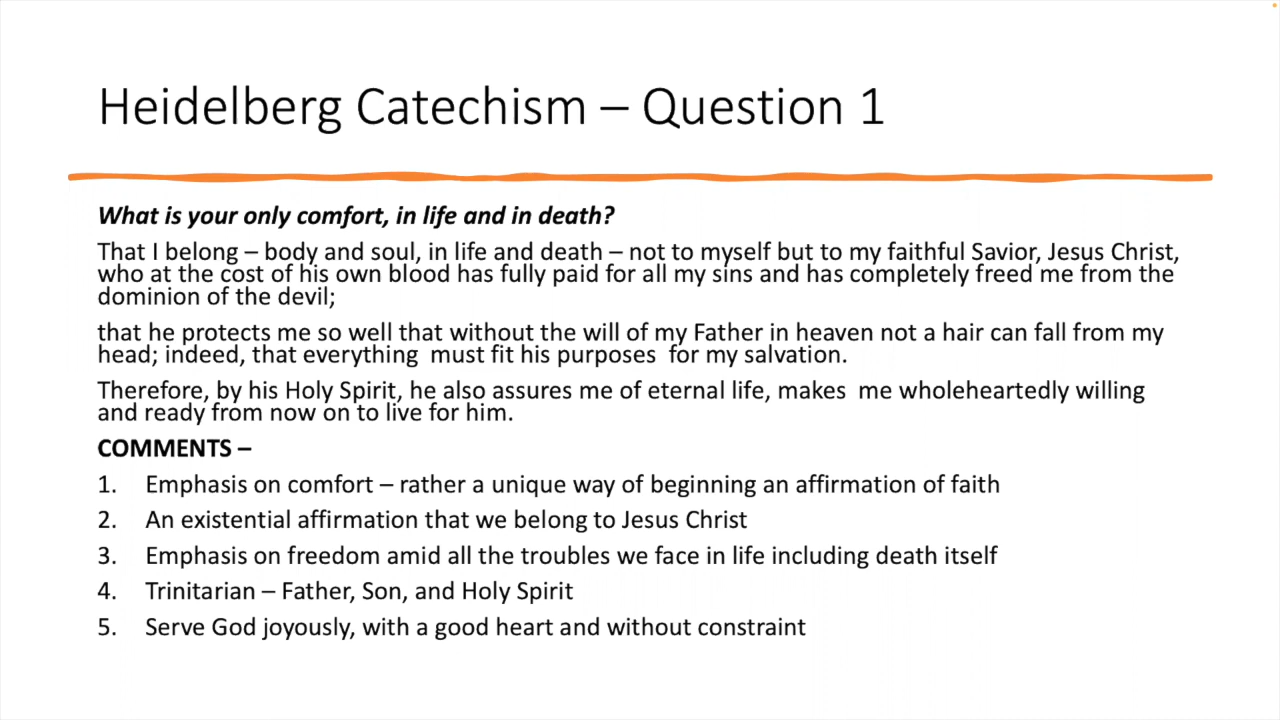 Heidelberg Catechism – Question 1
What is your only comfort, in life and in death?
That I belong – body and soul, in life and death – not to myself but to my faithful Savior, Jesus Christ,
who at the cost of his own blood has fully paid for all my sins and has completely freed me from the
dominion of the devil;
that he protects me so well that without the will of my Father in heaven not a hair can fall from my
head; indeed, that everything  must fit his purposes  for my salvation.
Therefore, by his Holy Spirit, he also assures me of eternal life, makes  me wholeheartedly willing
and ready from now on to live for him.
COMMENTS –
1. Emphasis on comfort – rather a unique way of beginning an affirmation of faith
2. An existential affirmation that we belong to Jesus Christ
3. Emphasis on freedom amid all the troubles we face in life including death itself
4. Trinitarian – Father, Son, and Holy Spirit
5. Serve God joyously, with a good heart and without constraint